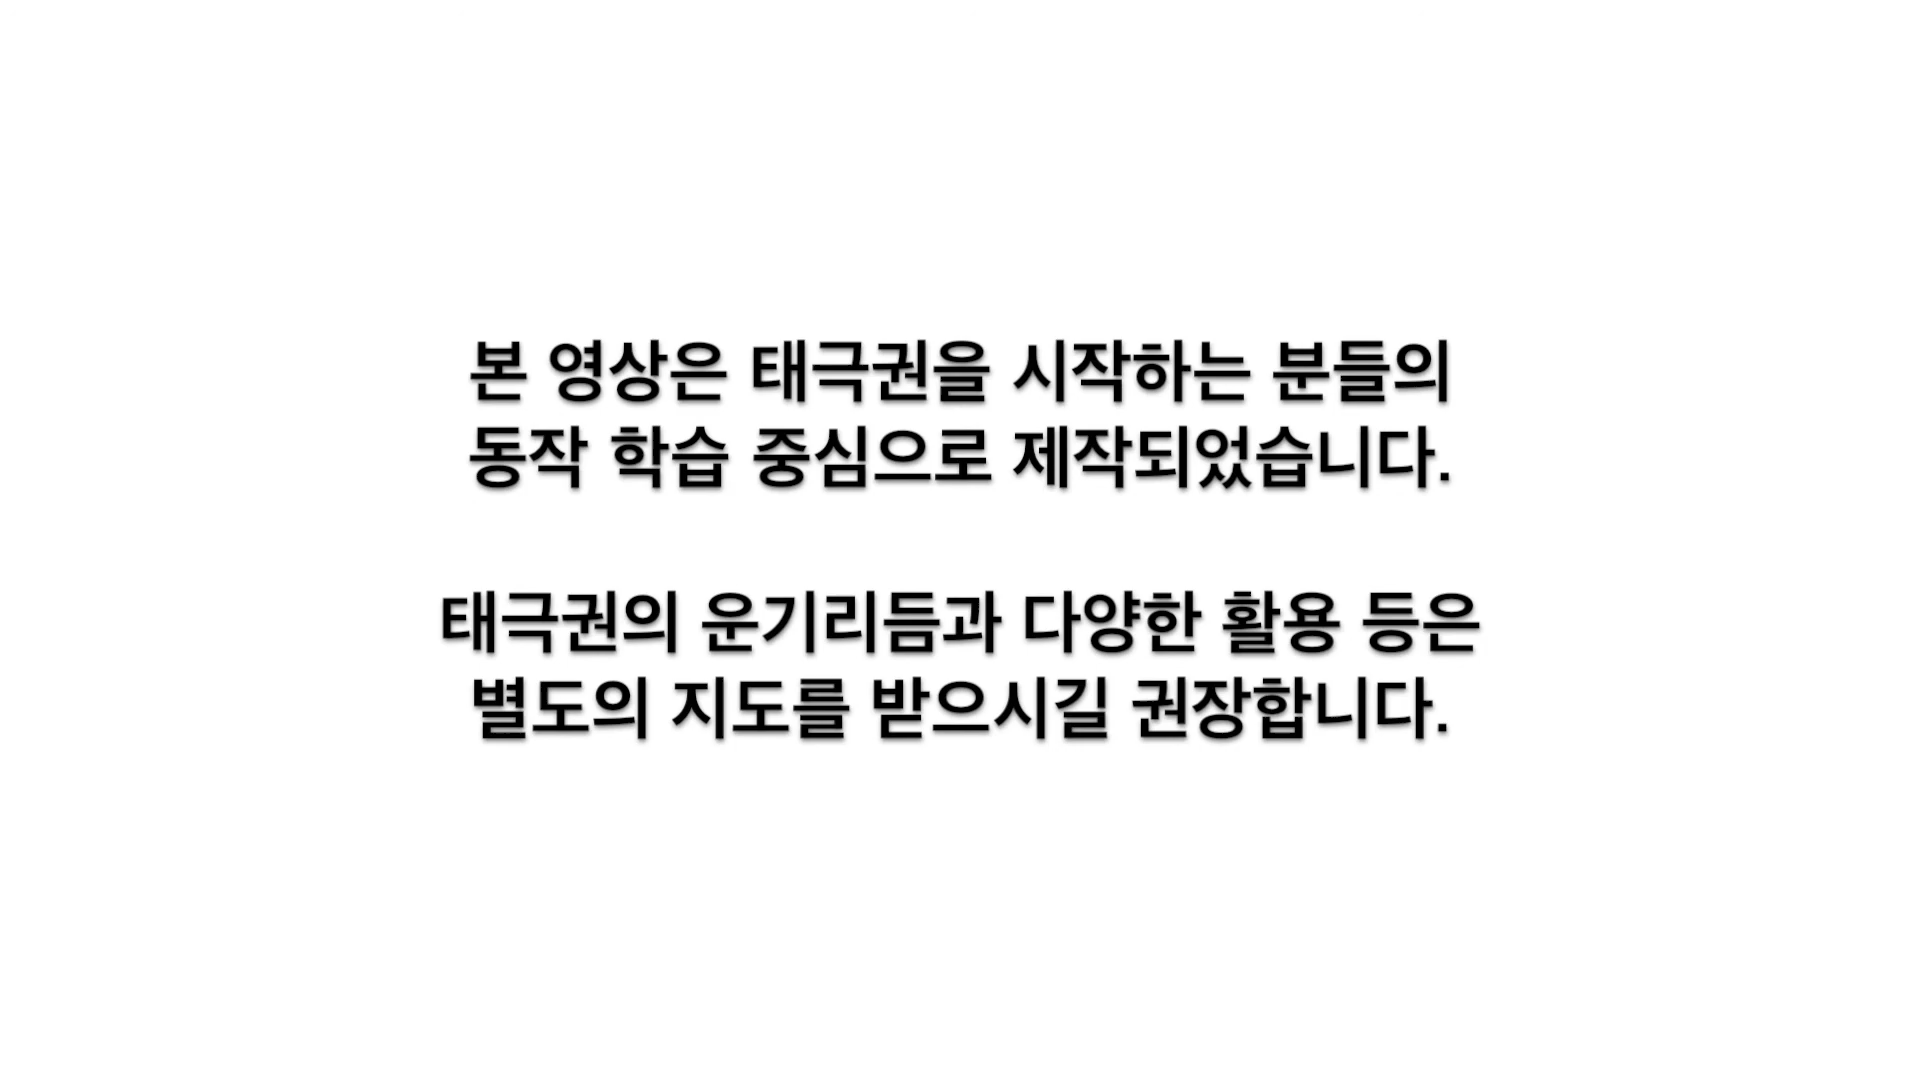 본 영상은 태극권을 시작하는 분들의
동작 학습 중심으로 제작되었습니다.
태극권의 운기리듬과 다양한 활용 등은
별도의 지도를 받으시길 권장합니다.